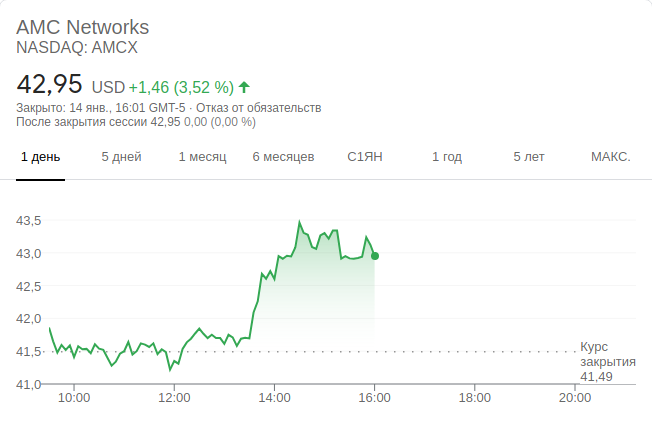 AMC Networks
NASDAQ: AMCX
42,95 USD +1,46 (3,52 %)
Закрыто: 14 янв., 16:01 GMT-5 · Отказ от обязательств
После закрытия сессии 42,95 0,00 (0,00 %)
1 день 5 дней 1 месяц 6 месяцев С1ЯН 1 год 5 лет МАКС.
43,5
43,0
42,5
42,0
41,5
Курс
закрытия
41,49
41,0
10:00 12:00 14:00 16:00 18:00 20:00